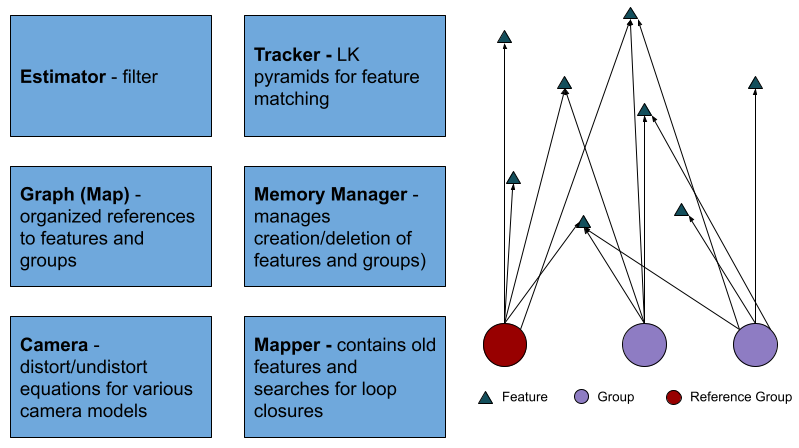 Estimator - filter
Tracker - LK
pyramids for feature
matching
Graph (Map) -
organized references
to features and
groups
Memory Manager -
manages
creation/deletion of
features and groups)
Camera -
distort/undistort
equations for various
camera models
Mapper - contains old
features and
searches for loop
closures
Feature
Group
Reference Group